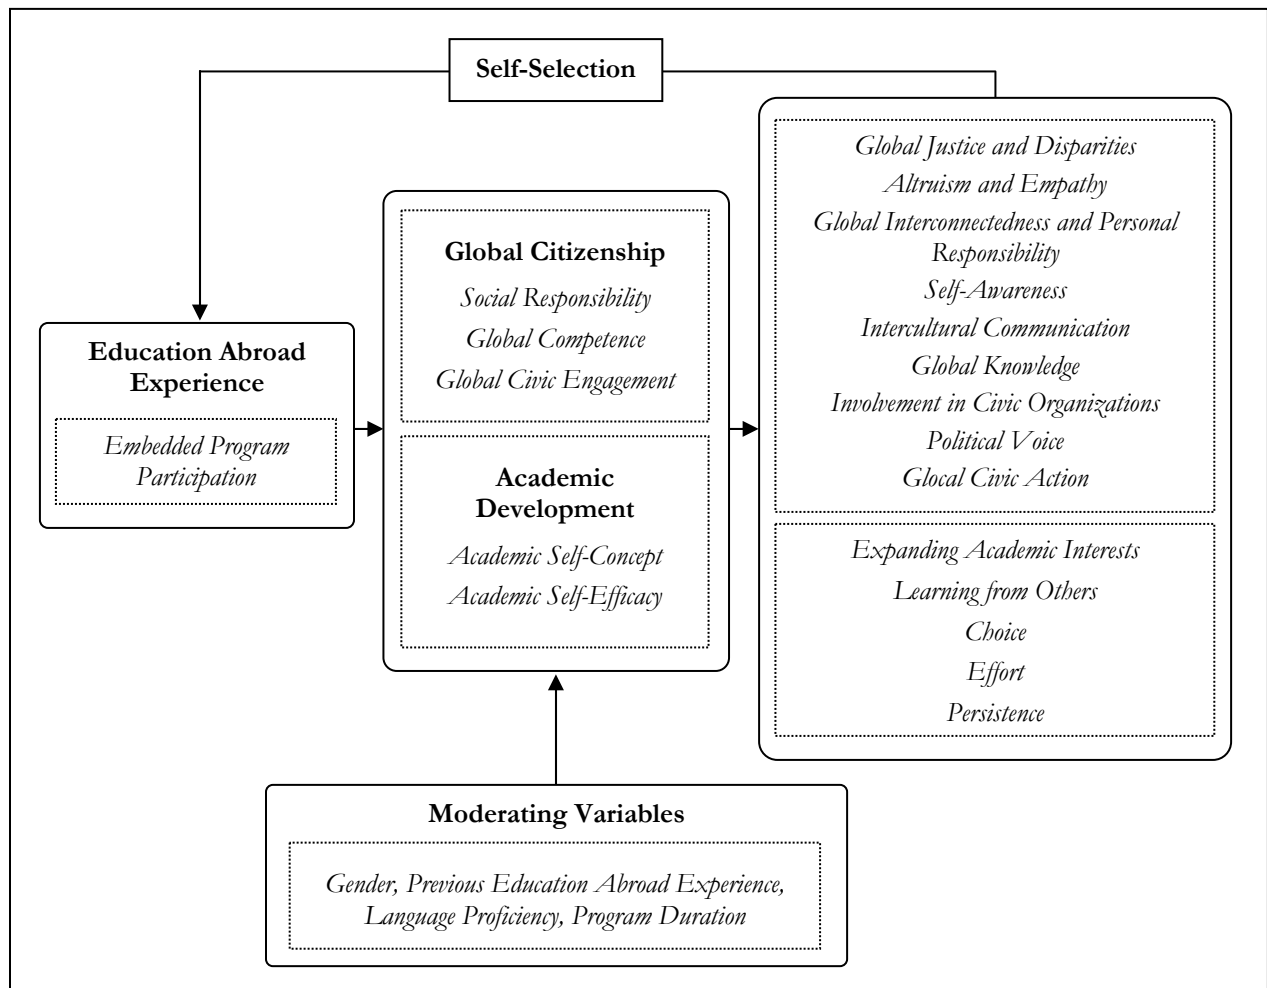 Self-Selection
Education Abroad
Experience
Embedded Program
Participation
Global Citizenship
Social Responsibility
Global Competence
Global Civic Engagement
Academic
Development
Academic Self-Concept
Academic Self-Efficacy
Global Justice and Disparities
Altruism and Empathy
Global Interconnectedness and Personal
Responsibility
Self-Awareness
Intercultural Communication
Global Knowledge
Involvement in Civic Organizations
Political Voice
Glocal Civic Action
Expanding Academic Interests
Learning from Others
Choice
Effort
Persistence
Moderating Variables
Gender, Previous Education Abroad Experience,
Language Proficiency, Program Duration